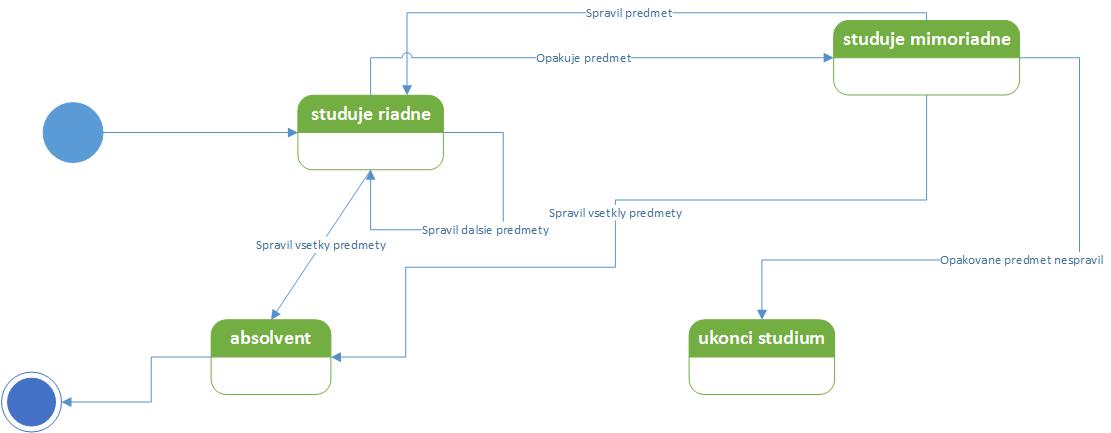 Spravil predmet
studuje mimoriadne
Opakuje predmet
studuje riadne
Spravil vsetkly predmety
Spravil dalsie predmety
Spravil vsetky predmety
Opakovane predmet nespravil
absolvent
ukonci studium